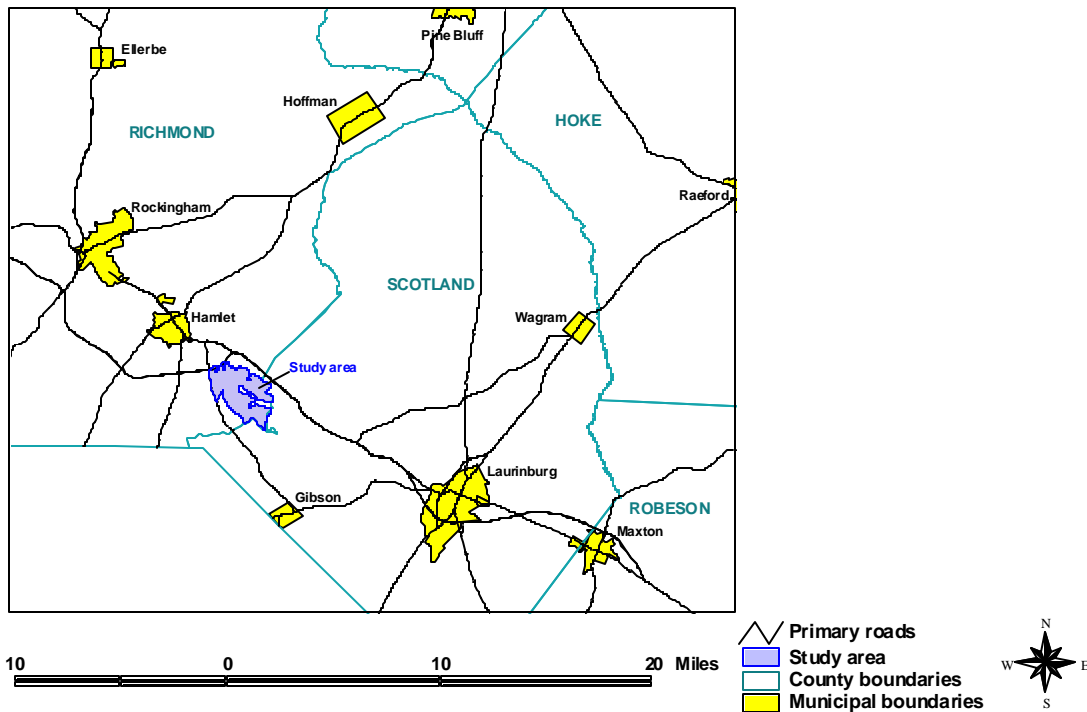 Pine Bluff
Ellerbe
Hoffman
RICHMOND
HOKE
Raeford
Rockingham
SCOTLAND
Wagram
Hamlet
Study area
Laurinburg
Gibson
ROBESON
Maxton
10 0 10 20 Miles
Primary roads
Study area
County boundaries
Municipal boundaries
N
W E
S